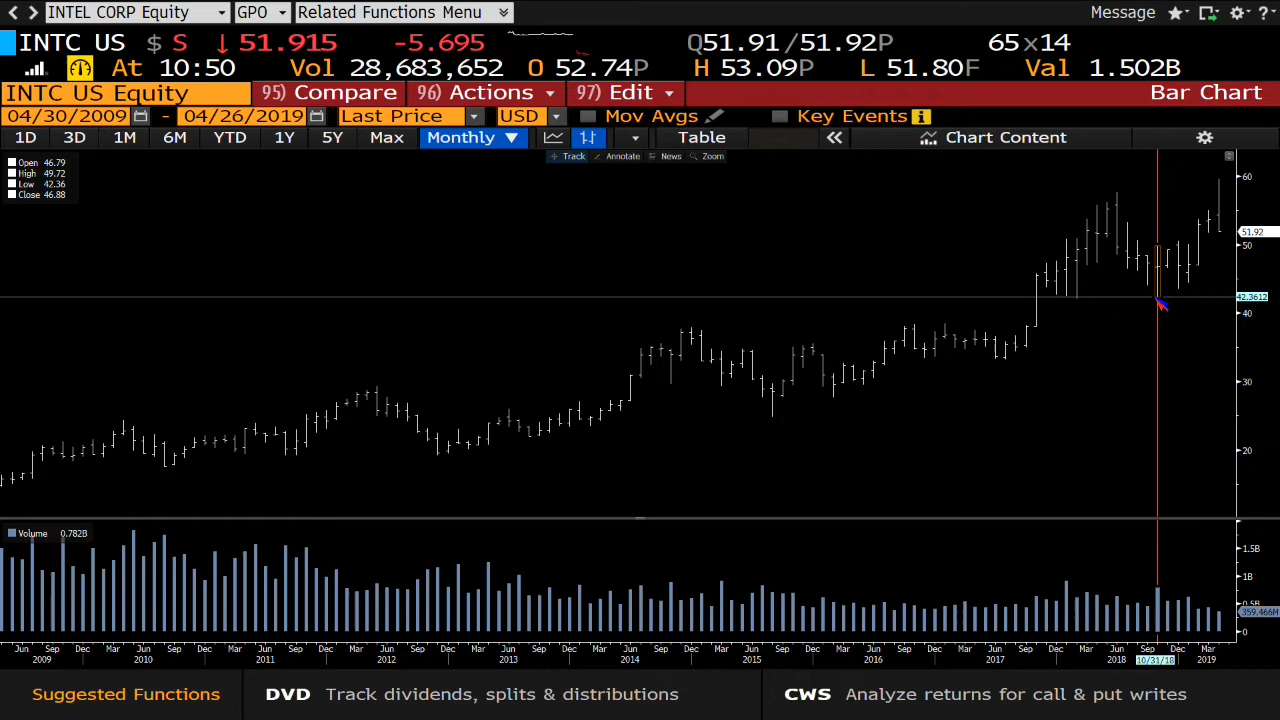 INTEL CORP Equity GPO Related Functions Menu Message ?
INTC US $ S ↓ 51.915 -5.695 Q51.91/51.92P 65x14
At 10:50 Vol 28,683,652 O 52.74P H 53.09P L 51.80F Val 1.502B
INTC US Equity 95) Compare 96) Actions 97) Edit Bar Chart
04/30/2009 - 04/26/2019 Last Price USD Mov Avgs Key Events i
1D 3D 1M 6M YTD 1Y 5Y Max Monthly ▼ Table « Chart Content
Track Annotate News Zoom
Open 46.79
High 49.72
Low 42.36
Close 46.88
60
51.92
50
42.3612
40
30
20
Volume 0.782B
1.5B
1B
0.5B
359.466M
0
Jun Sep Dec Mar Jun Sep Dec Mar Jun Sep Dec Mar Jun Sep Dec Mar Jun Sep Dec Mar Jun Sep Dec Mar Jun Sep Dec Mar Jun Sep Dec Mar Jun Sep Dec Mar Jun Sep Dec Mar
2009 2010 2011 2012 2013 2014 2015 2016 2017 2018 10/31/18 2019
Suggested Functions DVD Track dividends, splits & distributions CWS Analyze returns for call & put writes